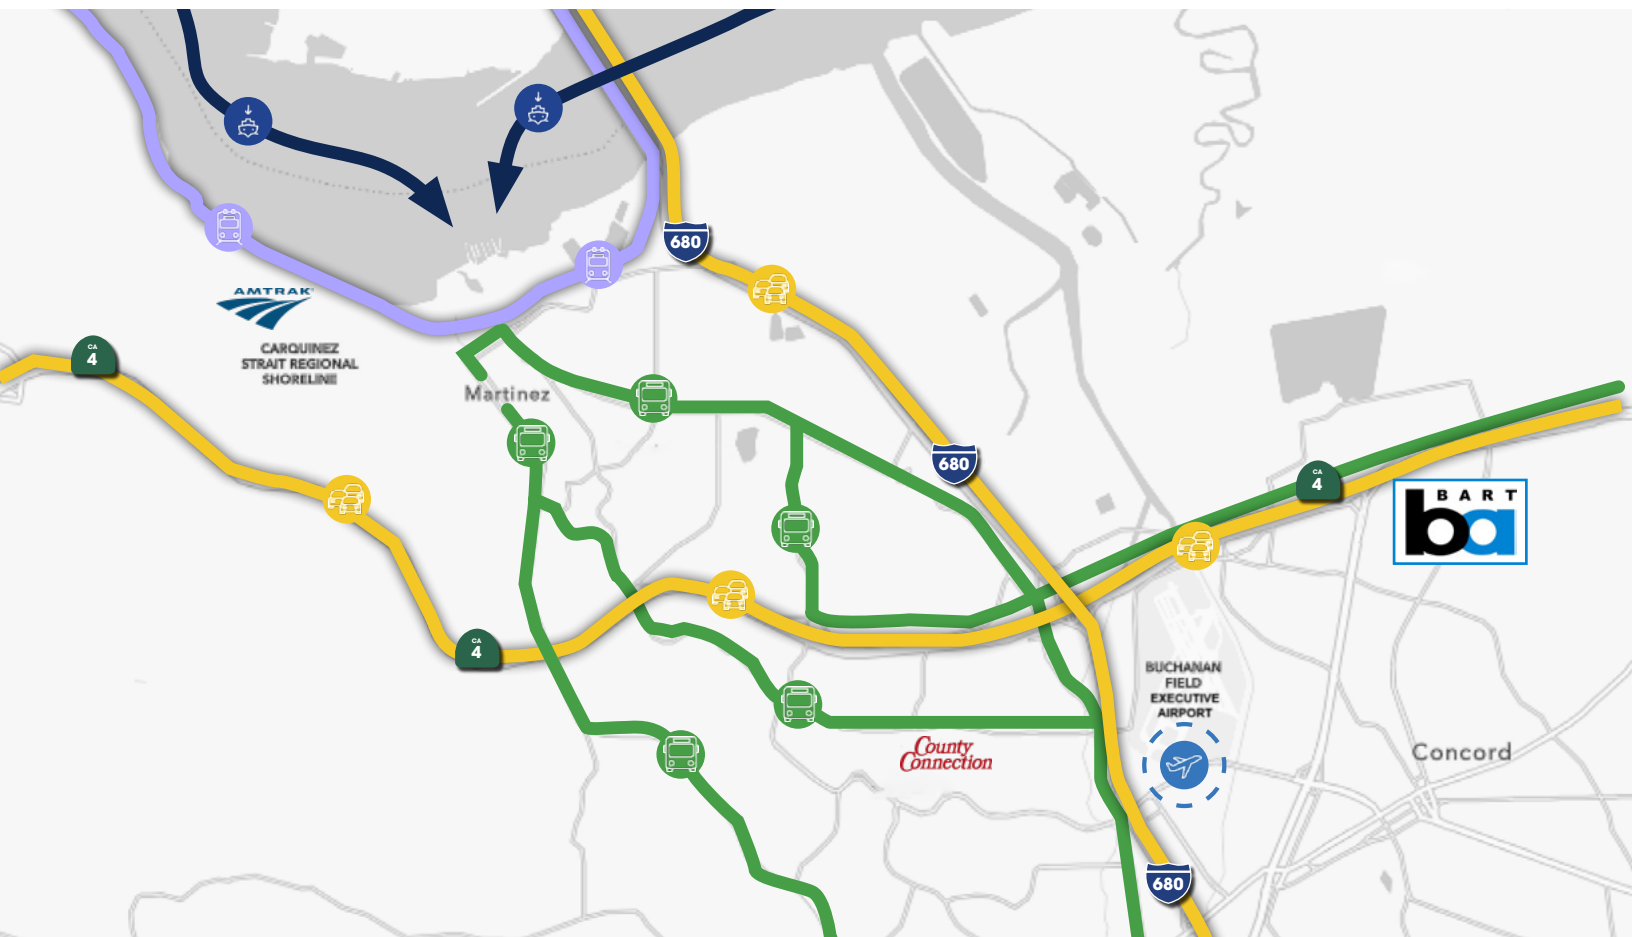 680
AMTRAK
CARQUINEZ
STRAIT REGIONAL
SHORELINE
CA
4
Martinez
680
CA
4
BART
ba
CA
4
BUCHANAN
FIELD
EXECUTIVE
AIRPORT
County
Connection
Concord
680